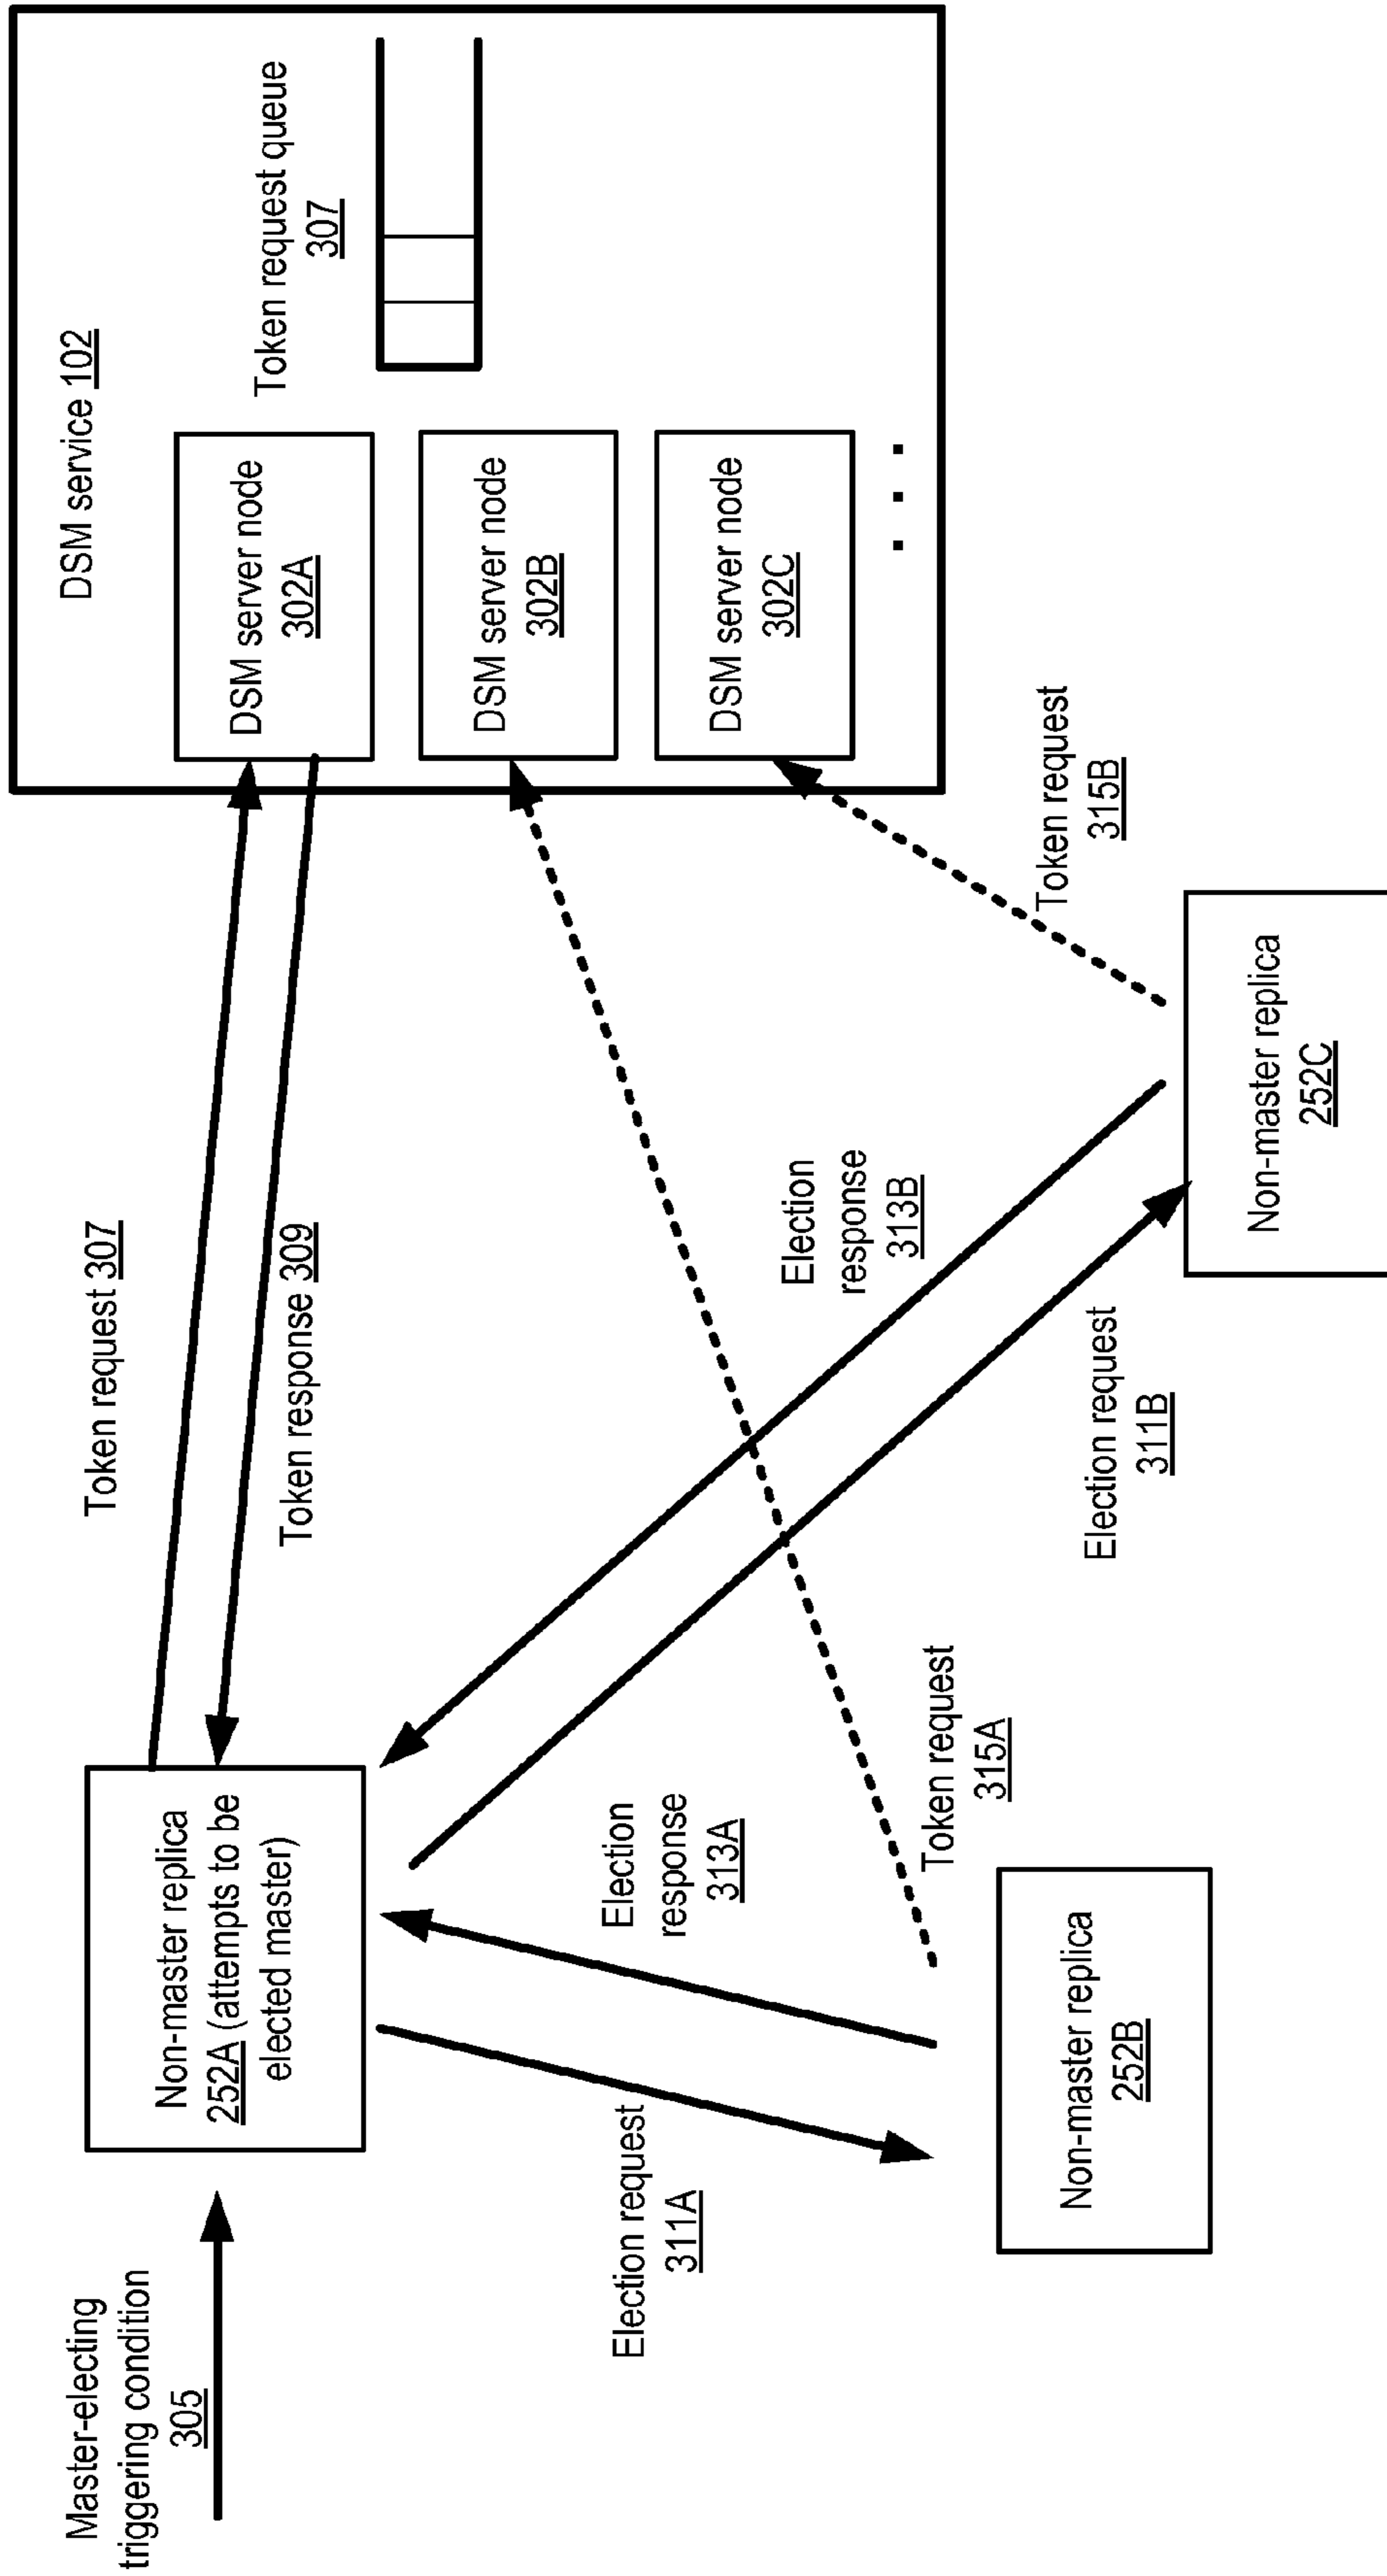 Master-electing
triggering condition
305
Non-master replica
252A (attempts to be
elected master)
Token request 307
Token response 309
DSM service 102
DSM server node
302A
Token request queue
307
DSM server node
302B
DSM server node
302C
. . .
Election request
311A
Election
response
313A
Election
response
313B
Election request
311B
Token request
315A
Token request
315B
Non-master replica
252B
Non-master replica
252C